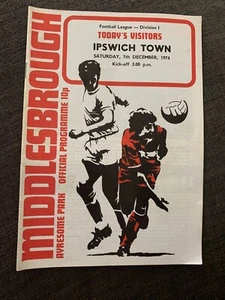 Football League — Division I
TODAY'S VISITORS
IPSWICH TOWN
SATURDAY, 7th DECEMBER, 1974
Kick-off 3.00 p.m.
MIDDLESBROUGH
AYRESOME PARK OFFICIAL PROGRAMME 10p